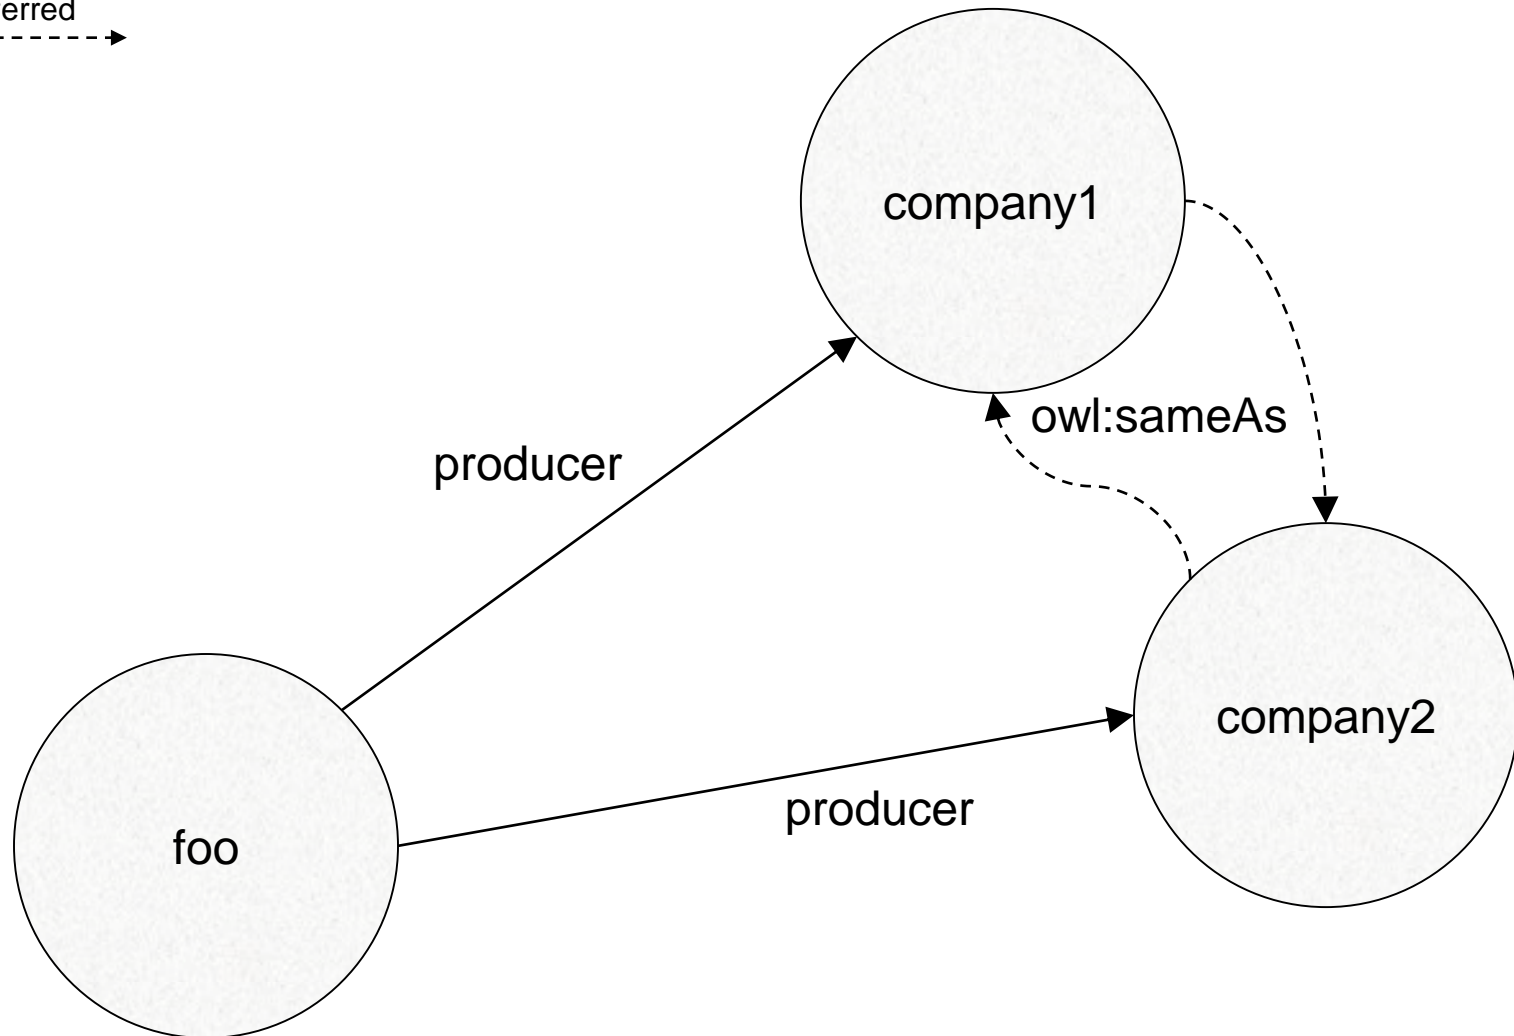 erred
company1
owl:sameAs
producer
company2
producer
foo